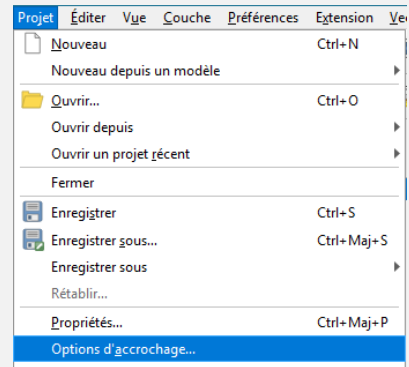 Projet Éditer Vue Couche Préférences Extension
Nouveau Ctrl+N
Nouveau depuis un modèle
Ouvrir... Ctrl+O
Ouvrir depuis
Ouvrir un projet récent
Fermer
Enregistrer Ctrl+S
Enregistrer sous... Ctrl+Maj+S
Enregistrer sous
Rétablir...
Propriétés... Ctrl+Maj+P
Options d'accrochage...